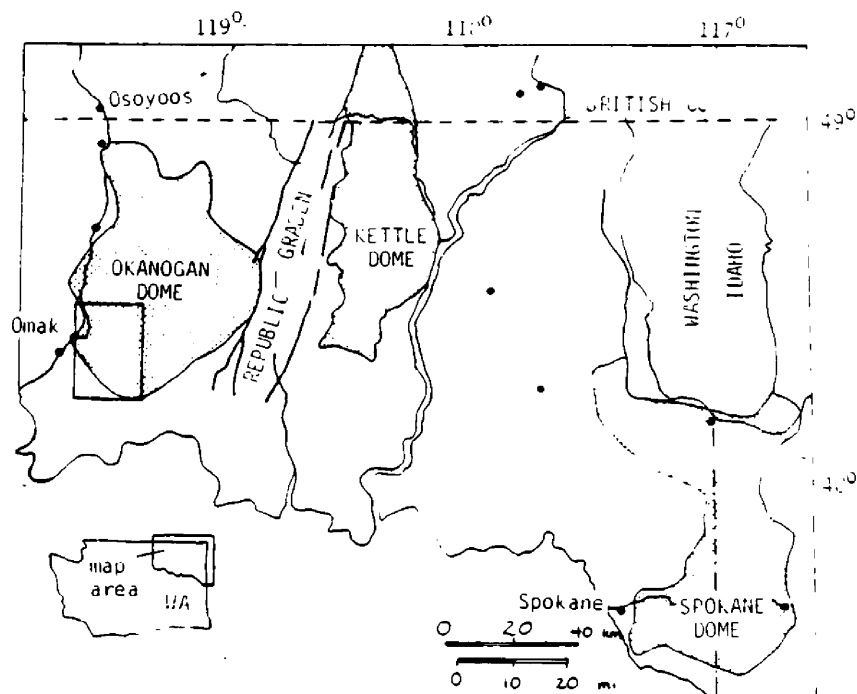 119°
118°
117°
Osoyoos
49°
OKANOGAN
DOME
REPUBLIC GRABEN
KETTLE
DOME
WASHINGTON
IDAHO
Omak
map
area
WA
Spokane
SPOKANE
DOME
0 20 40 km
0 10 20 mi